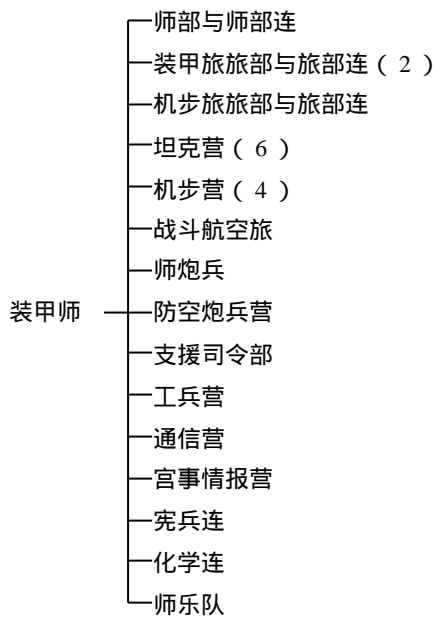 师部与师部连
装甲旅旅部与旅部连(2)
机步旅旅部与旅部连
坦克营(6)
机步营(4)
战斗航空旅
师炮兵
装甲师
防空炮兵营
支援司令部
工兵营
通信营
宫事情报营
宪兵连
化学连
师乐队